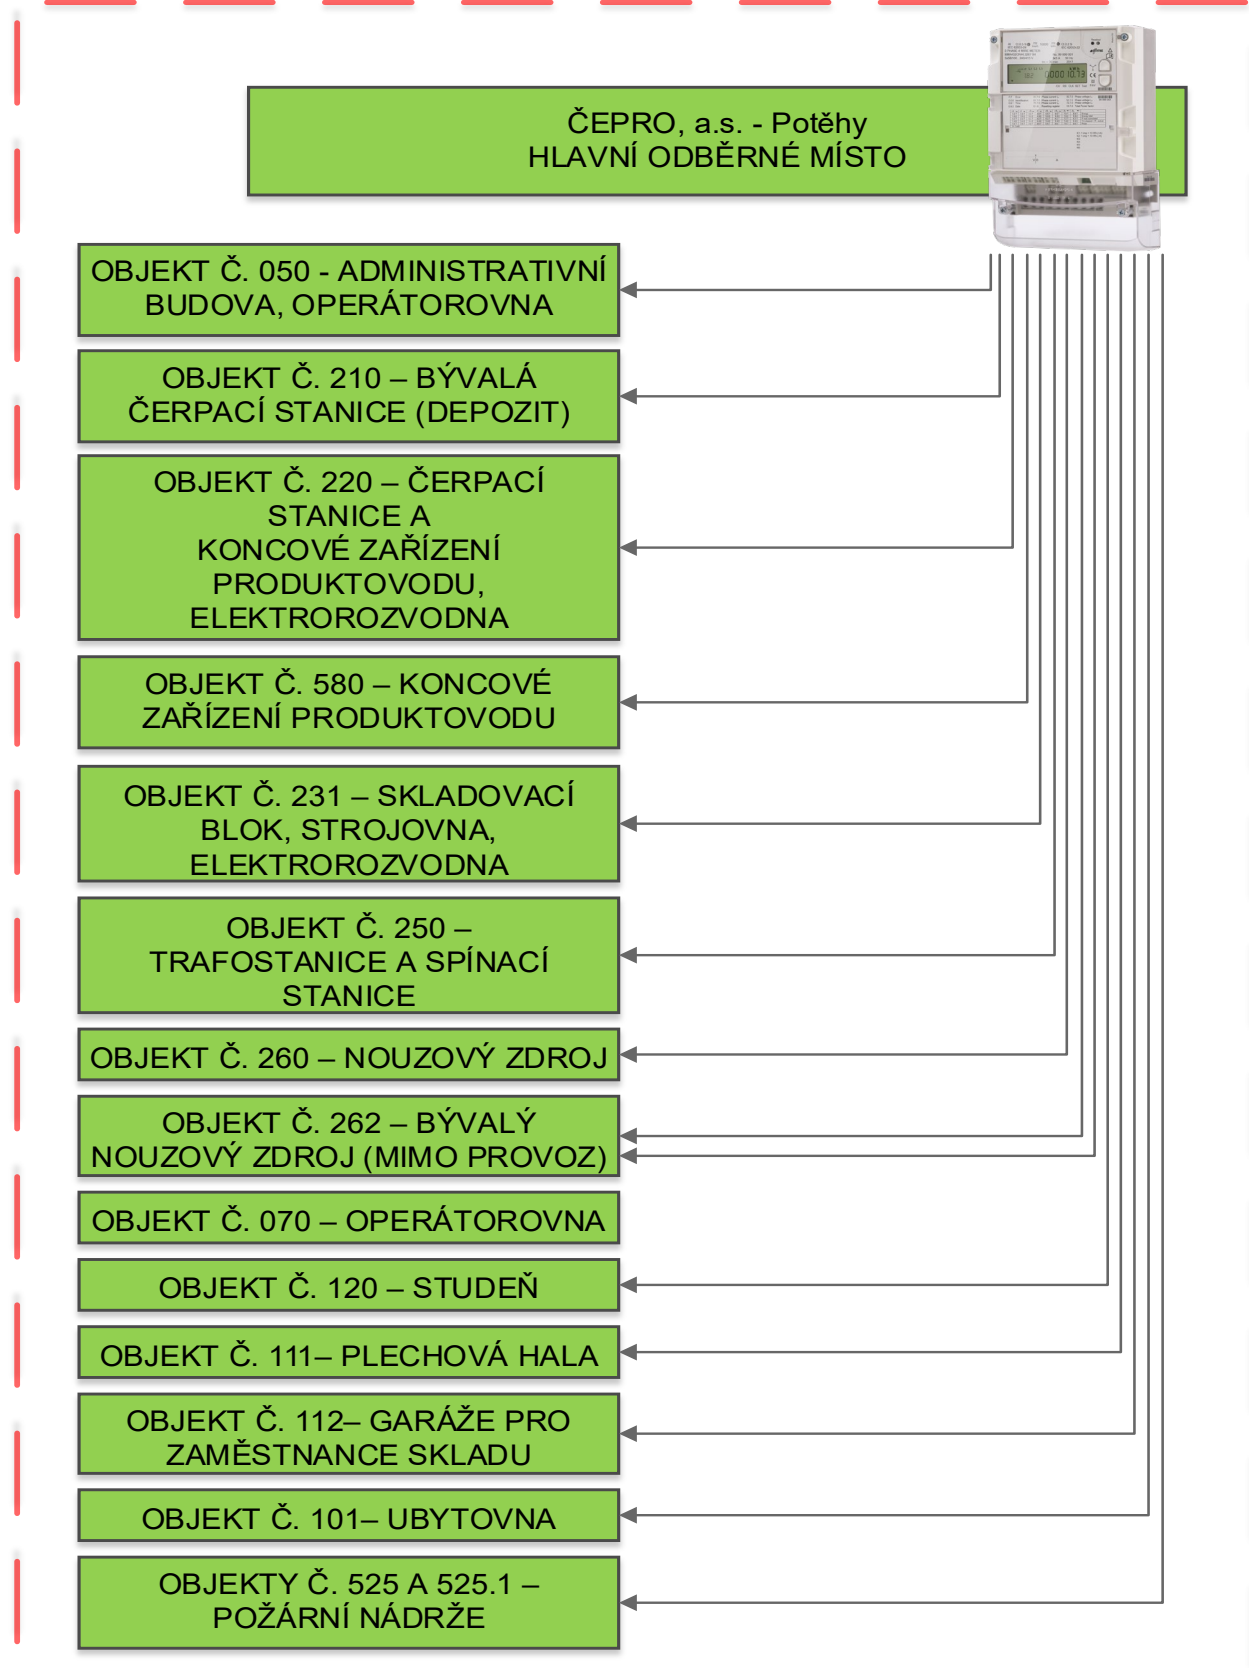 ČEPRO, a.s. - Potěhy
HLAVNÍ ODBĚRNÉ MÍSTO
OBJEKT Č. 050 - ADMINISTRATIVNÍ
BUDOVA, OPERÁTOROVNA
OBJEKT Č. 210 – BÝVALÁ
ČERPACÍ STANICE (DEPOZIT)
OBJEKT Č. 220 – ČERPACÍ
STANICE A
KONCOVÉ ZAŘÍZENÍ
PRODUKTOVODU,
ELEKTROROZVODNA
OBJEKT Č. 580 – KONCOVÉ
ZAŘÍZENÍ PRODUKTOVODU
OBJEKT Č. 231 – SKLADOVACÍ
BLOK, STROJOVNA,
ELEKTROROZVODNA
OBJEKT Č. 250 –
TRAFOSTANICE A SPÍNACÍ
STANICE
OBJEKT Č. 260 – NOUZOVÝ ZDROJ
OBJEKT Č. 262 – BÝVALÝ
NOUZOVÝ ZDROJ (MIMO PROVOZ)
OBJEKT Č. 070 – OPERÁTOROVNA
OBJEKT Č. 120 – STUDEŇ
OBJEKT Č. 111– PLECHOVÁ HALA
OBJEKT Č. 112– GARÁŽE PRO
ZAMĚSTNANCE SKLADU
OBJEKT Č. 101– UBYTOVNA
OBJEKTY Č. 525 A 525.1 –
POŽÁRNÍ NÁDRŽE